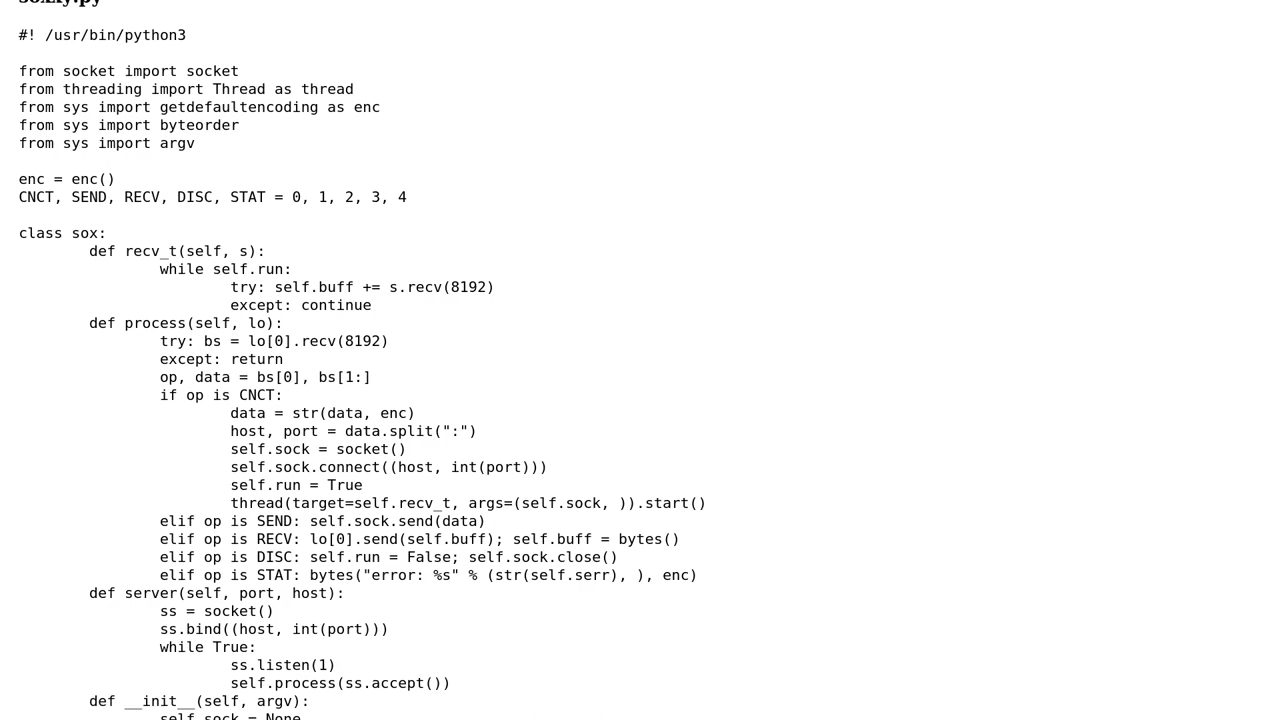 #! /usr/bin/python3

from socket import socket
from threading import Thread as thread
from sys import getdefaultencoding as enc
from sys import byteorder
from sys import argv

enc = enc()
CNCT, SEND, RECV, DISC, STAT = 0, 1, 2, 3, 4

class sox:
        def recv_t(self, s):
                while self.run:
                        try: self.buff += s.recv(8192)
                        except: continue
        def process(self, lo):
                try: bs = lo[0].recv(8192)
                except: return
                op, data = bs[0], bs[1:]
                if op is CNCT:
                        data = str(data, enc)
                        host, port = data.split(":")
                        self.sock = socket()
                        self.sock.connect((host, int(port)))
                        self.run = True
                        thread(target=self.recv_t, args=(self.sock, )).start()
                elif op is SEND: self.sock.send(data)
                elif op is RECV: lo[0].send(self.buff); self.buff = bytes()
                elif op is DISC: self.run = False; self.sock.close()
                elif op is STAT: bytes("error: %s" % (str(self.serr), ), enc)
        def server(self, port, host):
                ss = socket()
                ss.bind((host, int(port)))
                while True:
                        ss.listen(1)
                        self.process(ss.accept())
        def __init__(self, argv):
                self.sock = None